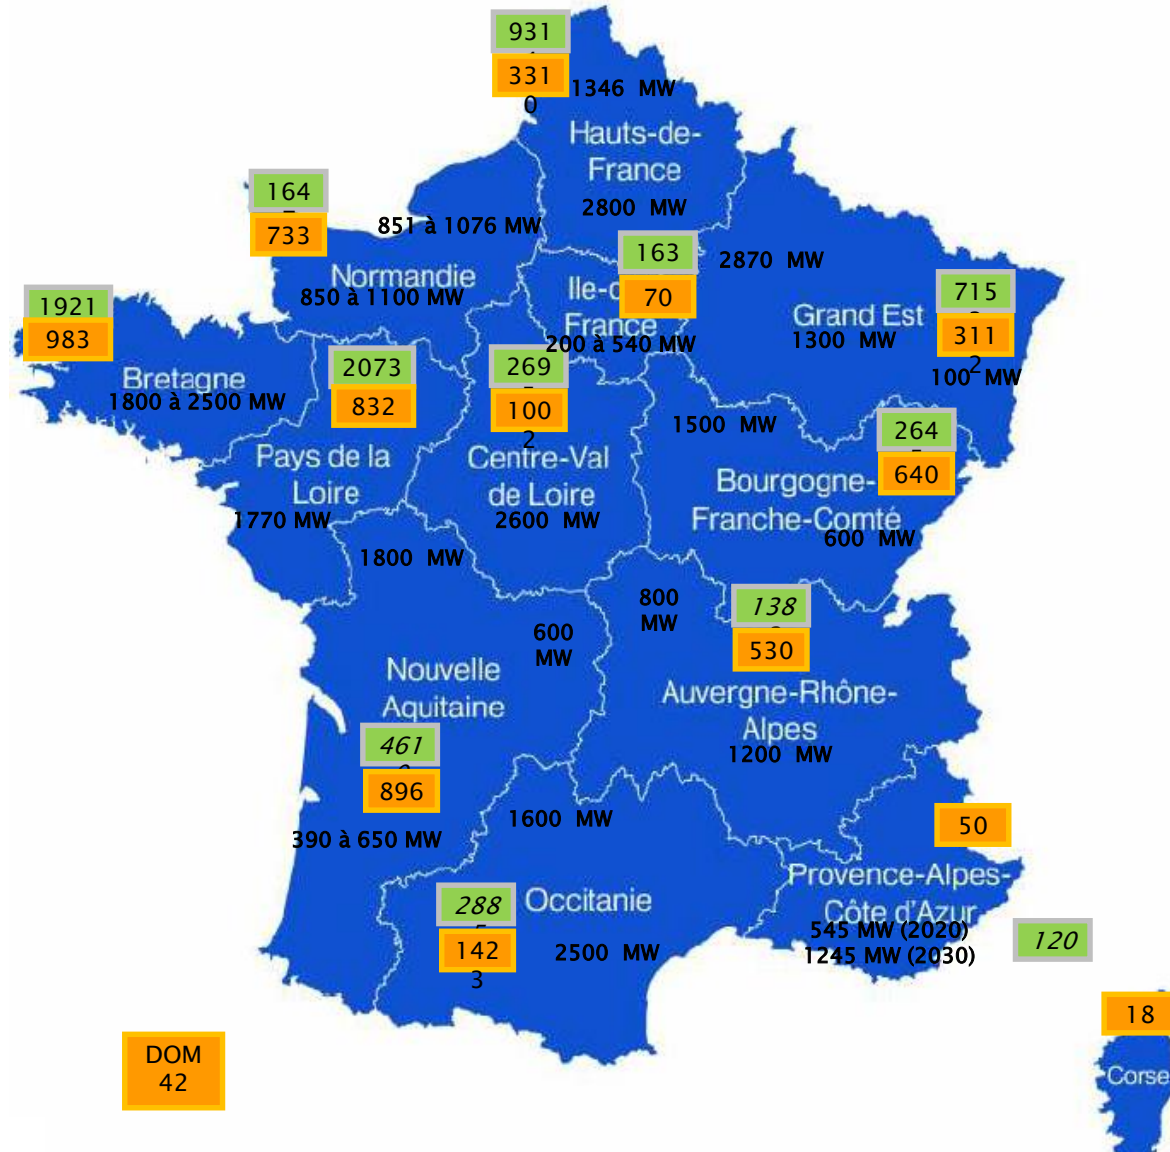 931
331
0
1346 MW
Hauts-de-
France
2800 MW
164
733
851 à 1076 MW
Normandie
850 à 1100 MW
163
70
Ile-d
France
200 à 540 MW
2870 MW
Grand Est
1300 MW
715
311
2
100 MW
1921
983
Bretagne
1800 à 2500 MW
2073
832
Pays de la
Loire
1770 MW
269
100
2
Centre-Val
de Loire
2600 MW
1500 MW
264
640
Bourgogne-
Franche-Comté
600 MW
1800 MW
600
MW
Nouvelle
Aquitaine
461
896
390 à 650 MW
800
MW
138
530
Auvergne-Rhône-
Alpes
1200 MW
1600 MW
288
142
3
Occitanie
2500 MW
50
Provence-Alpes-
Côte d'Azur
545 MW (2020)
1245 MW (2030)
120
18
Corse
DOM
42